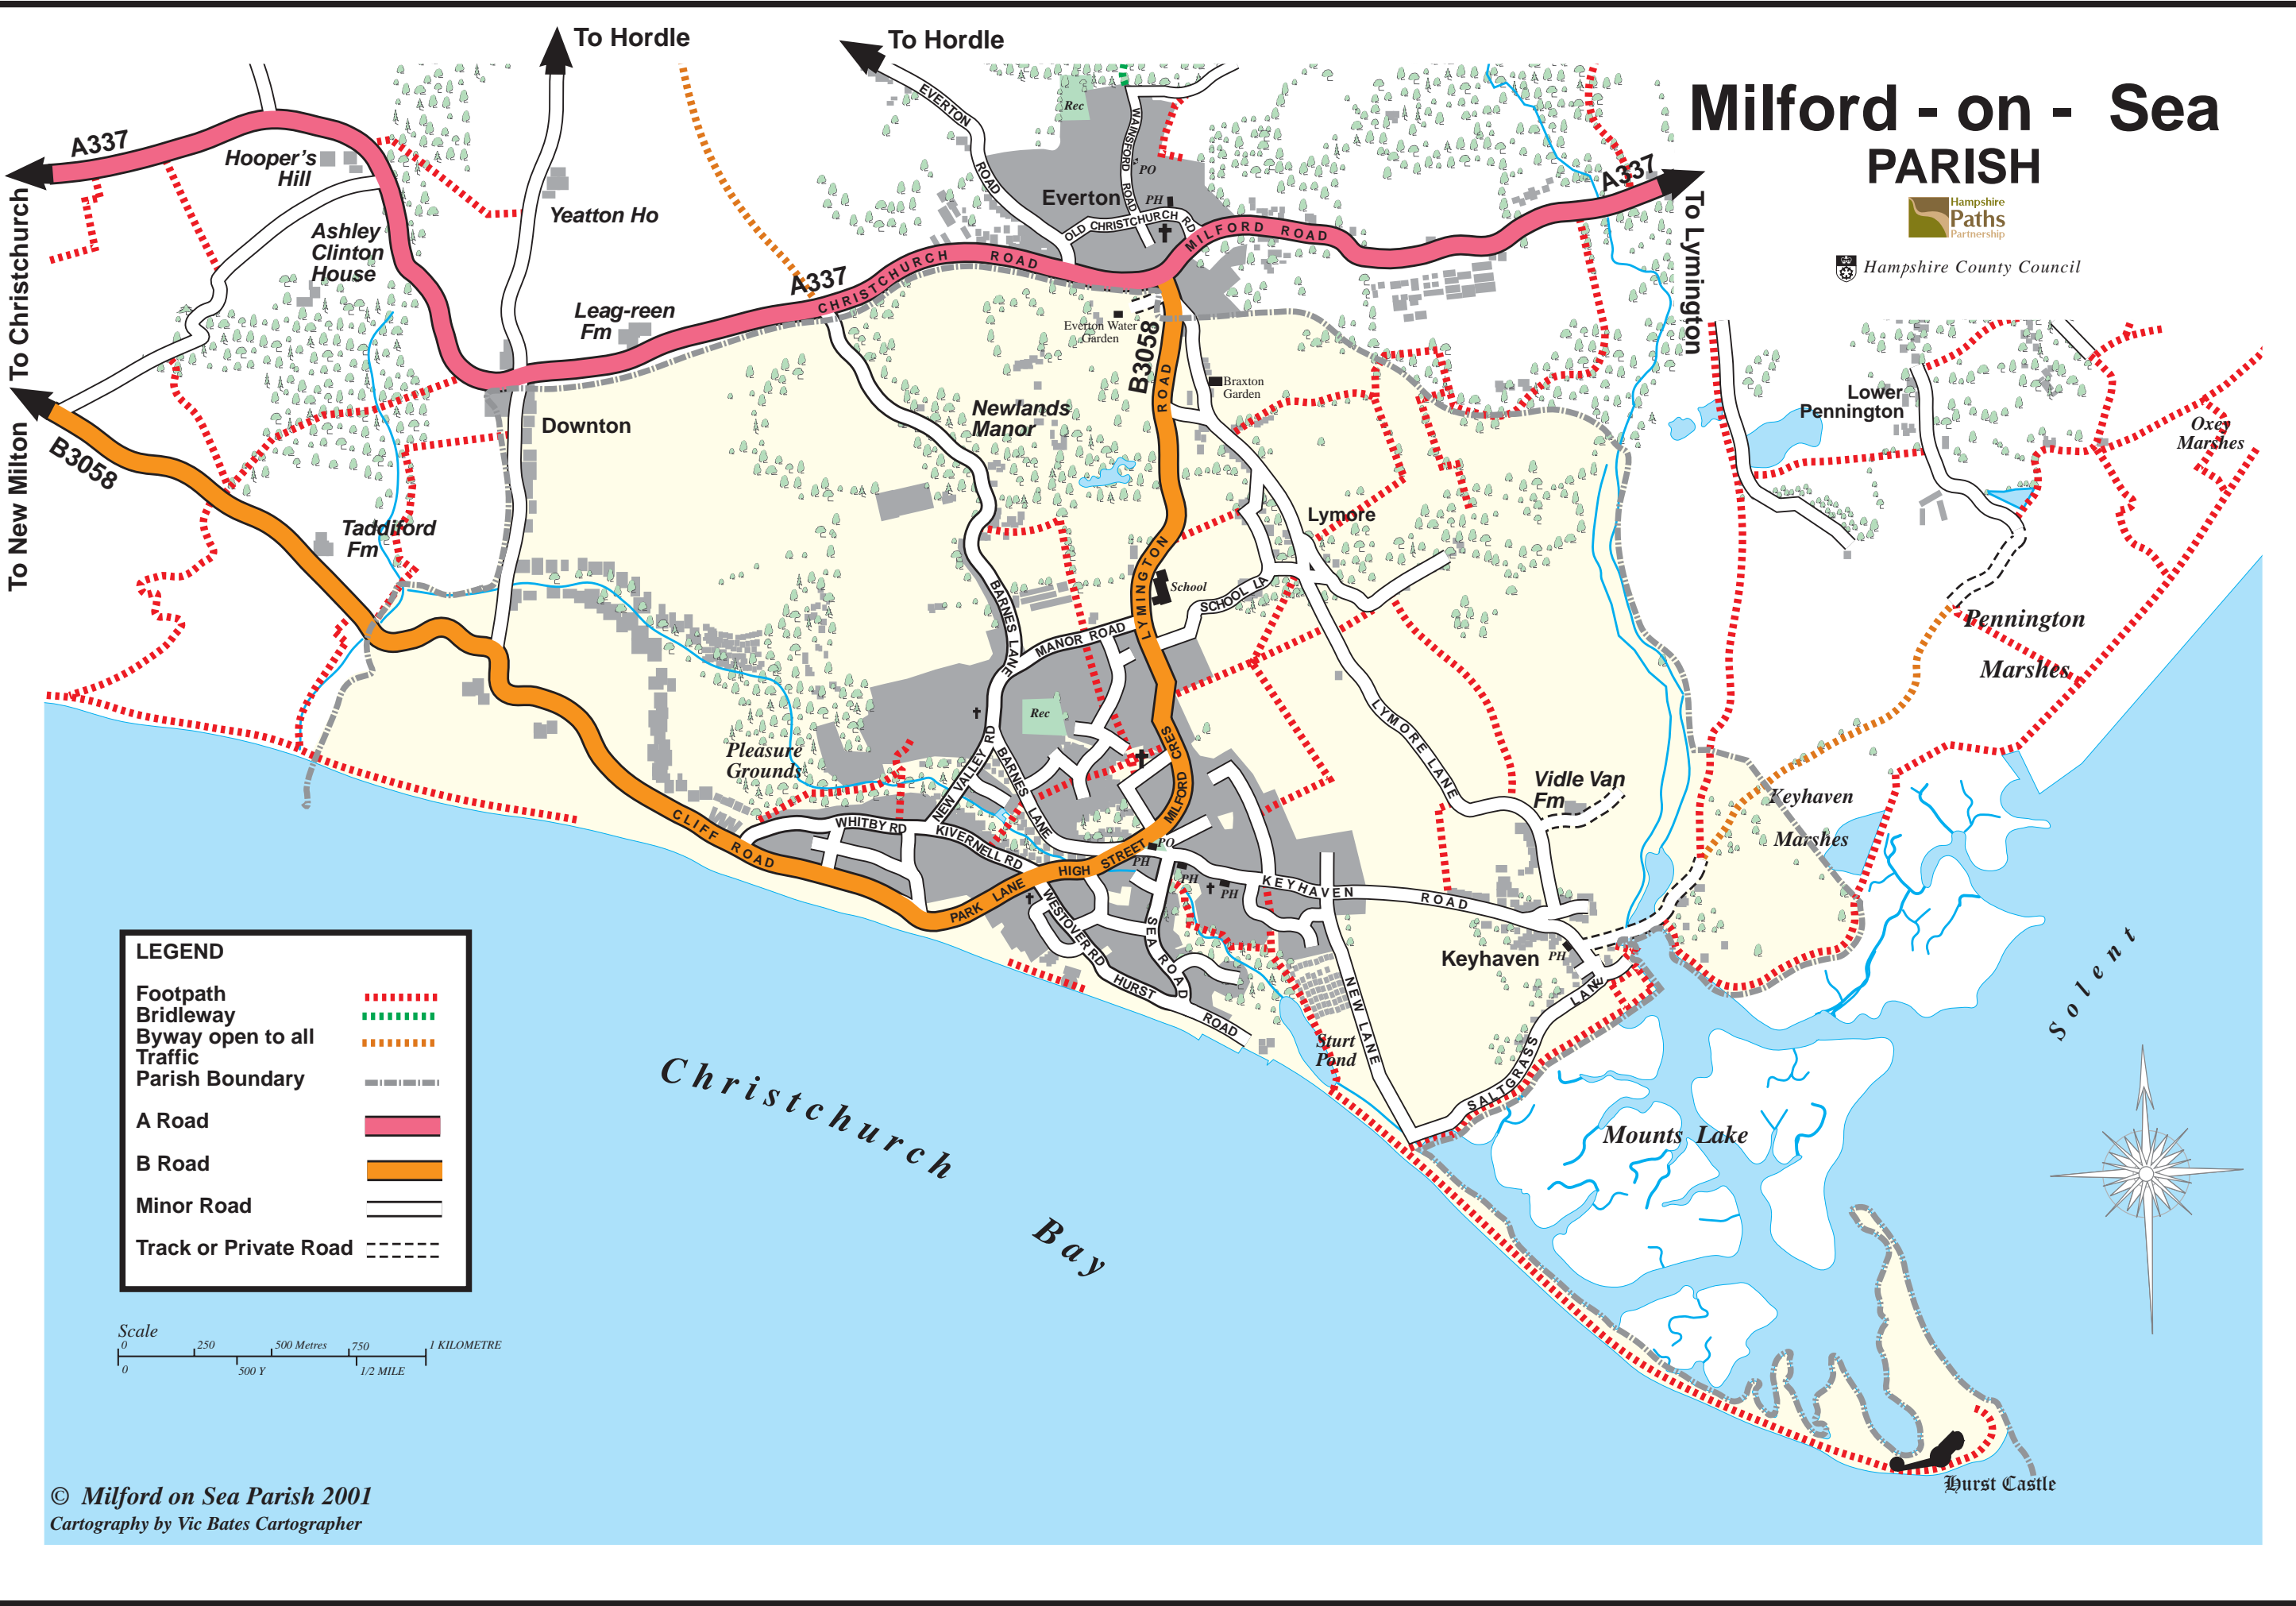 To Hordle
To Hordle
Milford - on - Sea
PARISH
Hampshire
Paths
Partnership
Hampshire County Council
A337
A337
A337
To Christchurch
To New Milton
To Lymington
B3058
B3058
Hooper's
Hill
Ashley
Clinton
House
Yeatton Ho
Leag-reen
Fm
Downton
Taddiford
Fm
EVERTON
ROAD
Rec
WAINSFORD
ROAD
PO
PH
Everton
OLD CHRISTCHURCH RD
MILFORD ROAD
CHRISTCHURCH ROAD
Everton Water
Garden
Braxton
Garden
Newlands
Manor
Lymore
Lower
Pennington
Oxey
Marshes
Pennington
Marshes
LYMINGTON
ROAD
School
SCHOOL LA
MANOR ROAD
BARNES LANE
Rec
Pleasure
Grounds
NEW VALLEY RD
BARNES LANE
MILFORD CRES
LYMORE LANE
Vidle Van
Fm
Keyhaven
Marshes
CLIFF ROAD
WHITBY RD
KIVERNELL RD
PARK LANE
HIGH STREET
PO
PH
PH
PH
KEYHAVEN ROAD
WESTOVER RD
SEA ROAD
HURST
ROAD
NEW LANE
Keyhaven
PH
SALTGRASS LANE
Sturt
Pond
Solent
Mounts Lake
Christchurch
Bay
Hurst Castle
LEGEND
Footpath
Bridleway
Byway open to all
Traffic
Parish Boundary
A Road
B Road
Minor Road
Track or Private Road
Scale
0 250 500 Metres 750 1 KILOMETRE
0 500 Y 1/2 MILE
© Milford on Sea Parish 2001
Cartography by Vic Bates Cartographer